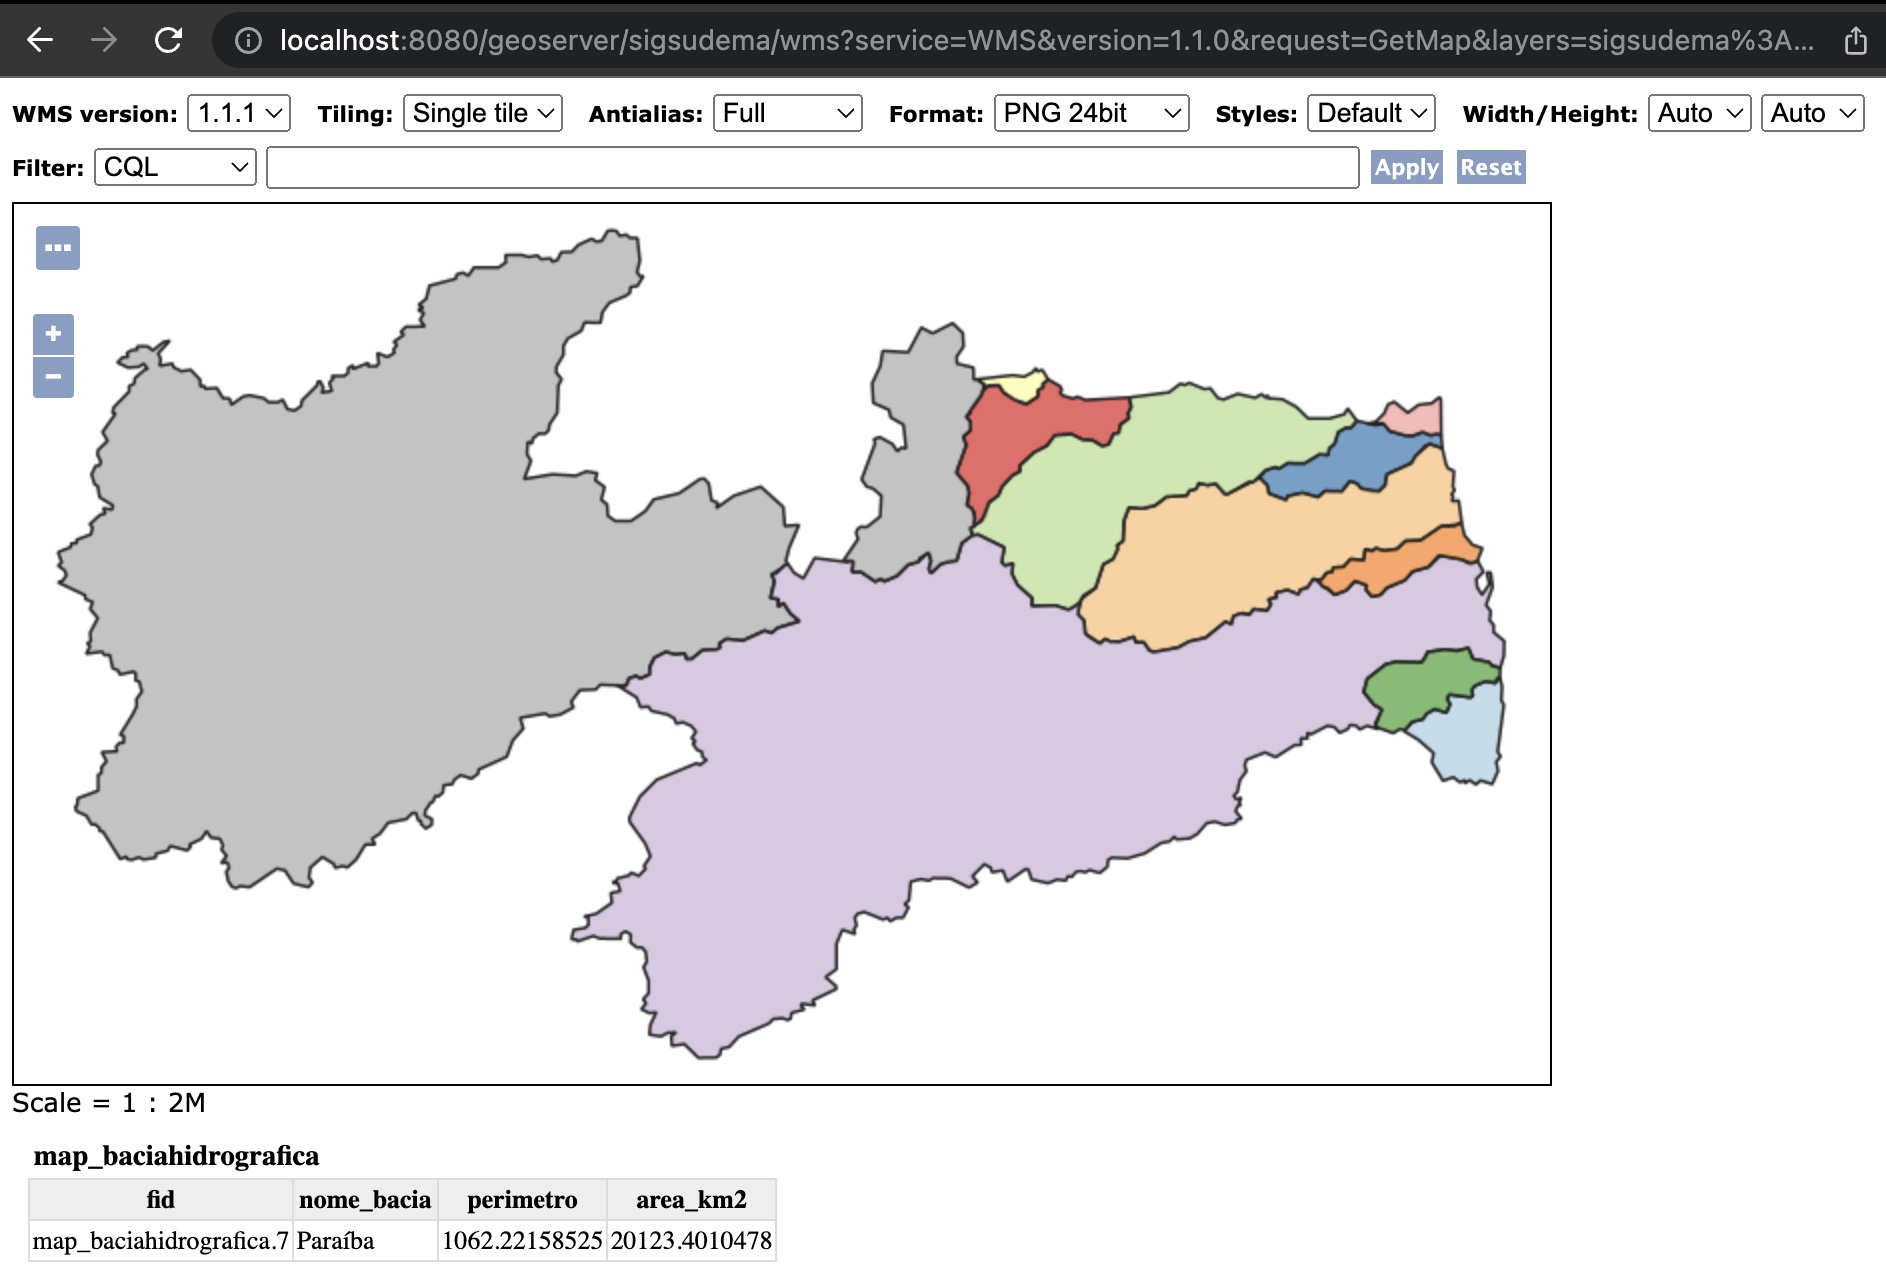 localhost:8080/geoserver/sigsudema/wms?service=WMS&version=1.1.0&request=GetMap&layers=sigsudema%3A...
WMS version: 1.1.1 Tiling: Single tile Antialias: Full Format: PNG 24bit Styles: Default Width/Height: Auto Auto
Filter: CQL Apply Reset
...
+
−
Scale = 1 : 2M
map_baciahidrografica
fid nome_bacia perimetro area_km2
map_baciahidrografica.7 Paraíba 1062.22158525 20123.4010478